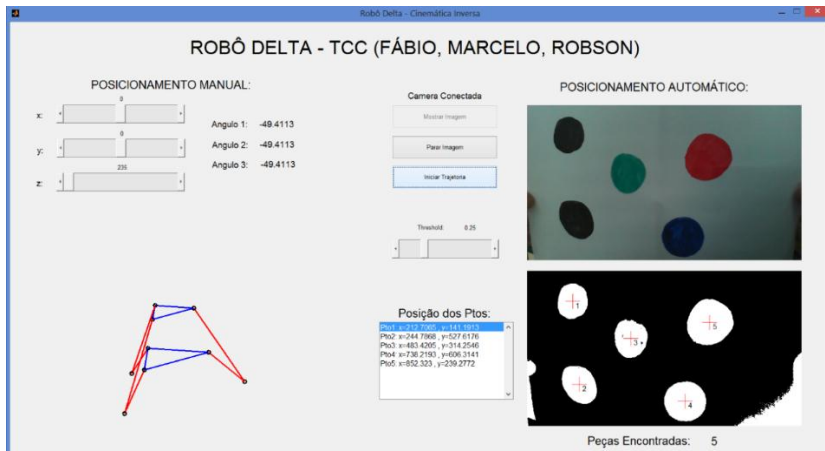 Robô Delta - Cinemática Inversa
ROBÔ DELTA - TCC (FÁBIO, MARCELO, ROBSON)
POSICIONAMENTO MANUAL:
0
x:
0
y:
235
z:
Angulo 1: -49.4113
Angulo 2: -49.4113
Angulo 3: -49.4113
Camera Conectada
Mostrar Imagem
Parar Imagem
Iniciar Trajetoria
Threshold: 0.25
Posição dos Ptos:
Pto1: x=212.7065 , y=141.1913
Pto2: x=244.7868 , y=527.6176
Pto3: x=483.4205 , y=314.2546
Pto4: x=736.2193 , y=606.3141
Pto5: x=852.323 , y=239.2772
POSICIONAMENTO AUTOMÁTICO:
1
5
3
2
4
Peças Encontradas: 5